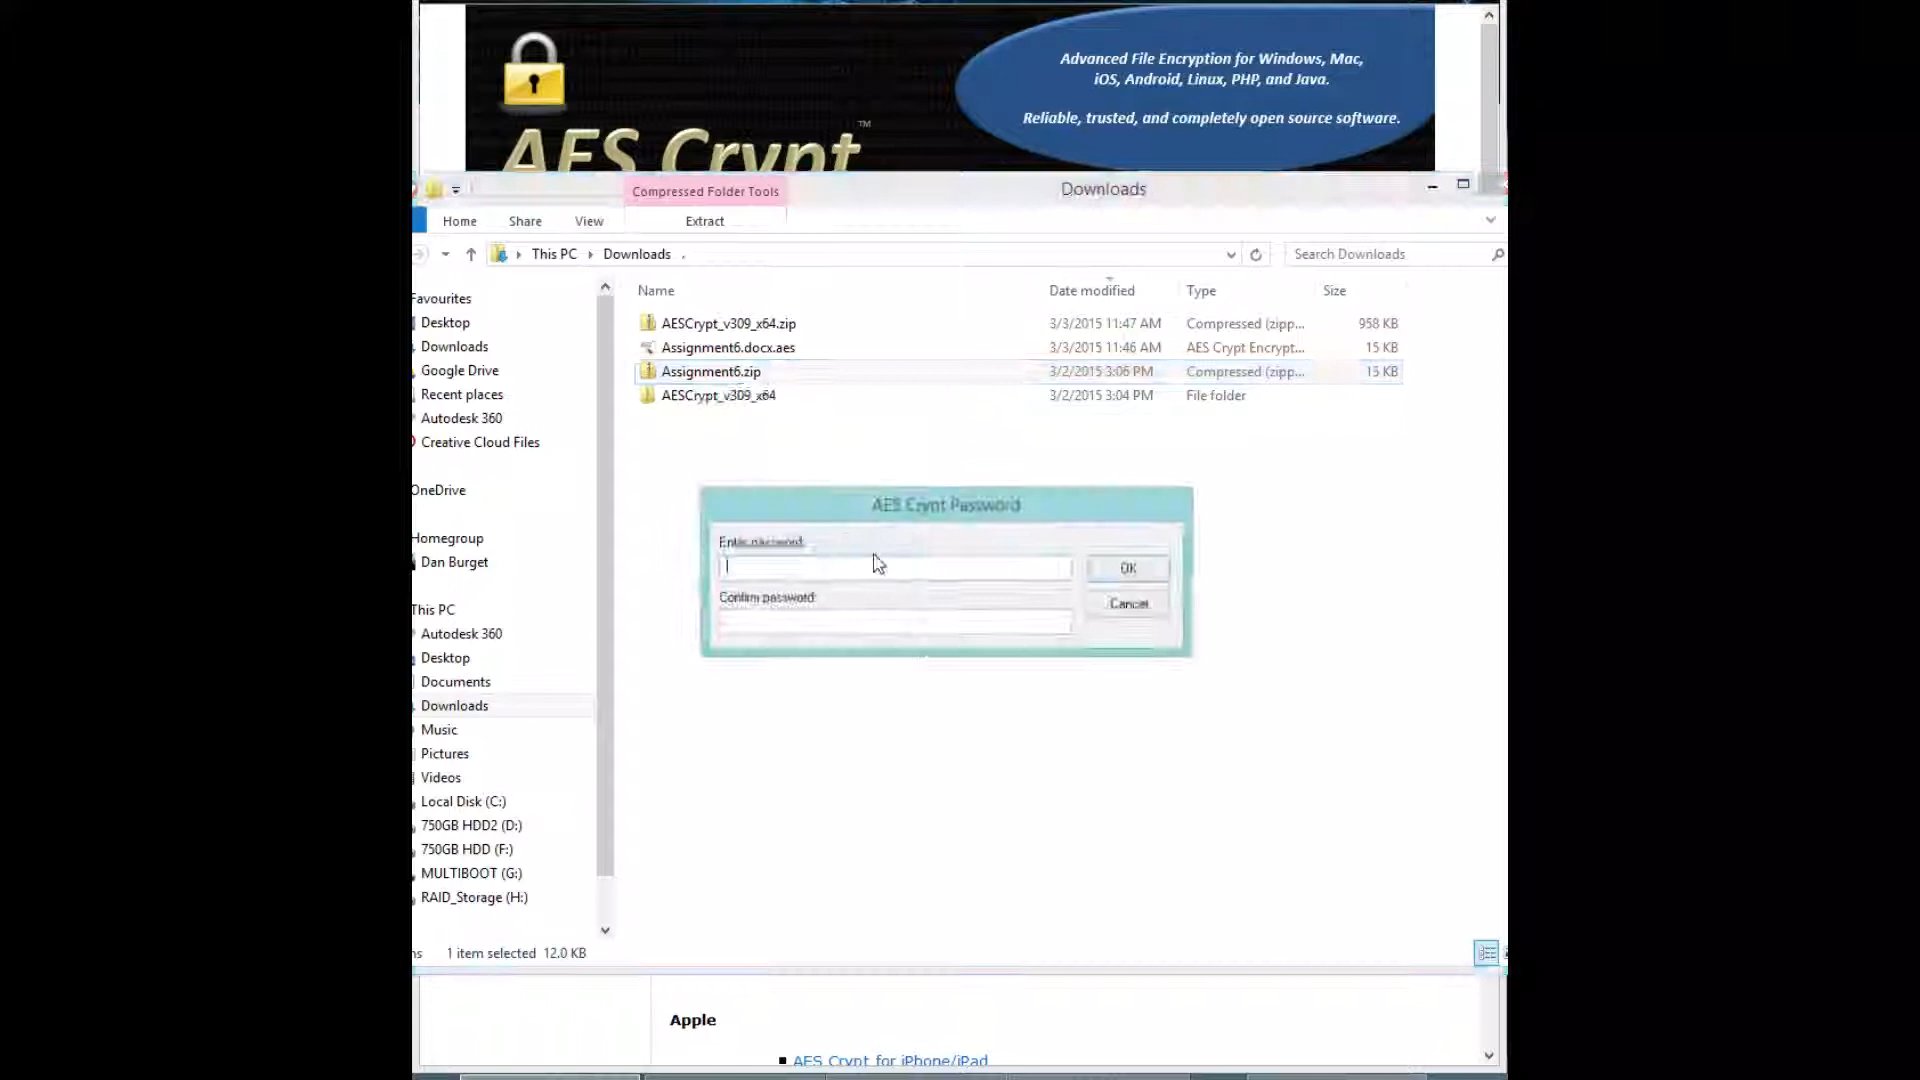 Advanced File Encryption for Windows, Mac,
iOS, Android, Linux, PHP, and Java.
Reliable, trusted, and completely open source software.
AES Crypt™
Compressed Folder Tools
Downloads
Home Share View Extract
This PC Downloads
Search Downloads
Name Date modified Type Size
AESCrypt_v309_x64.zip 3/3/2015 11:47 AM Compressed (zipp... 958 KB
Assignment6.docx.aes 3/3/2015 11:46 AM AES Crypt Encrypt... 15 KB
Assignment6.zip 3/2/2015 3:06 PM Compressed (zipp... 15 KB
AESCrypt_v309_x64 3/2/2015 3:04 PM File folder
Favourites
Desktop
Downloads
Google Drive
Recent places
Autodesk 360
Creative Cloud Files
OneDrive
Homegroup
Dan Burget
This PC
Autodesk 360
Desktop
Documents
Downloads
Music
Pictures
Videos
Local Disk (C:)
750GB HDD2 (D:)
750GB HDD (F:)
MULTIBOOT (G:)
RAID_Storage (H:)
AES Crypt Password
Enter password:
OK
Confirm password:
Cancel
1 item selected 12.0 KB
Apple
AES Crypt for iPhone/iPad